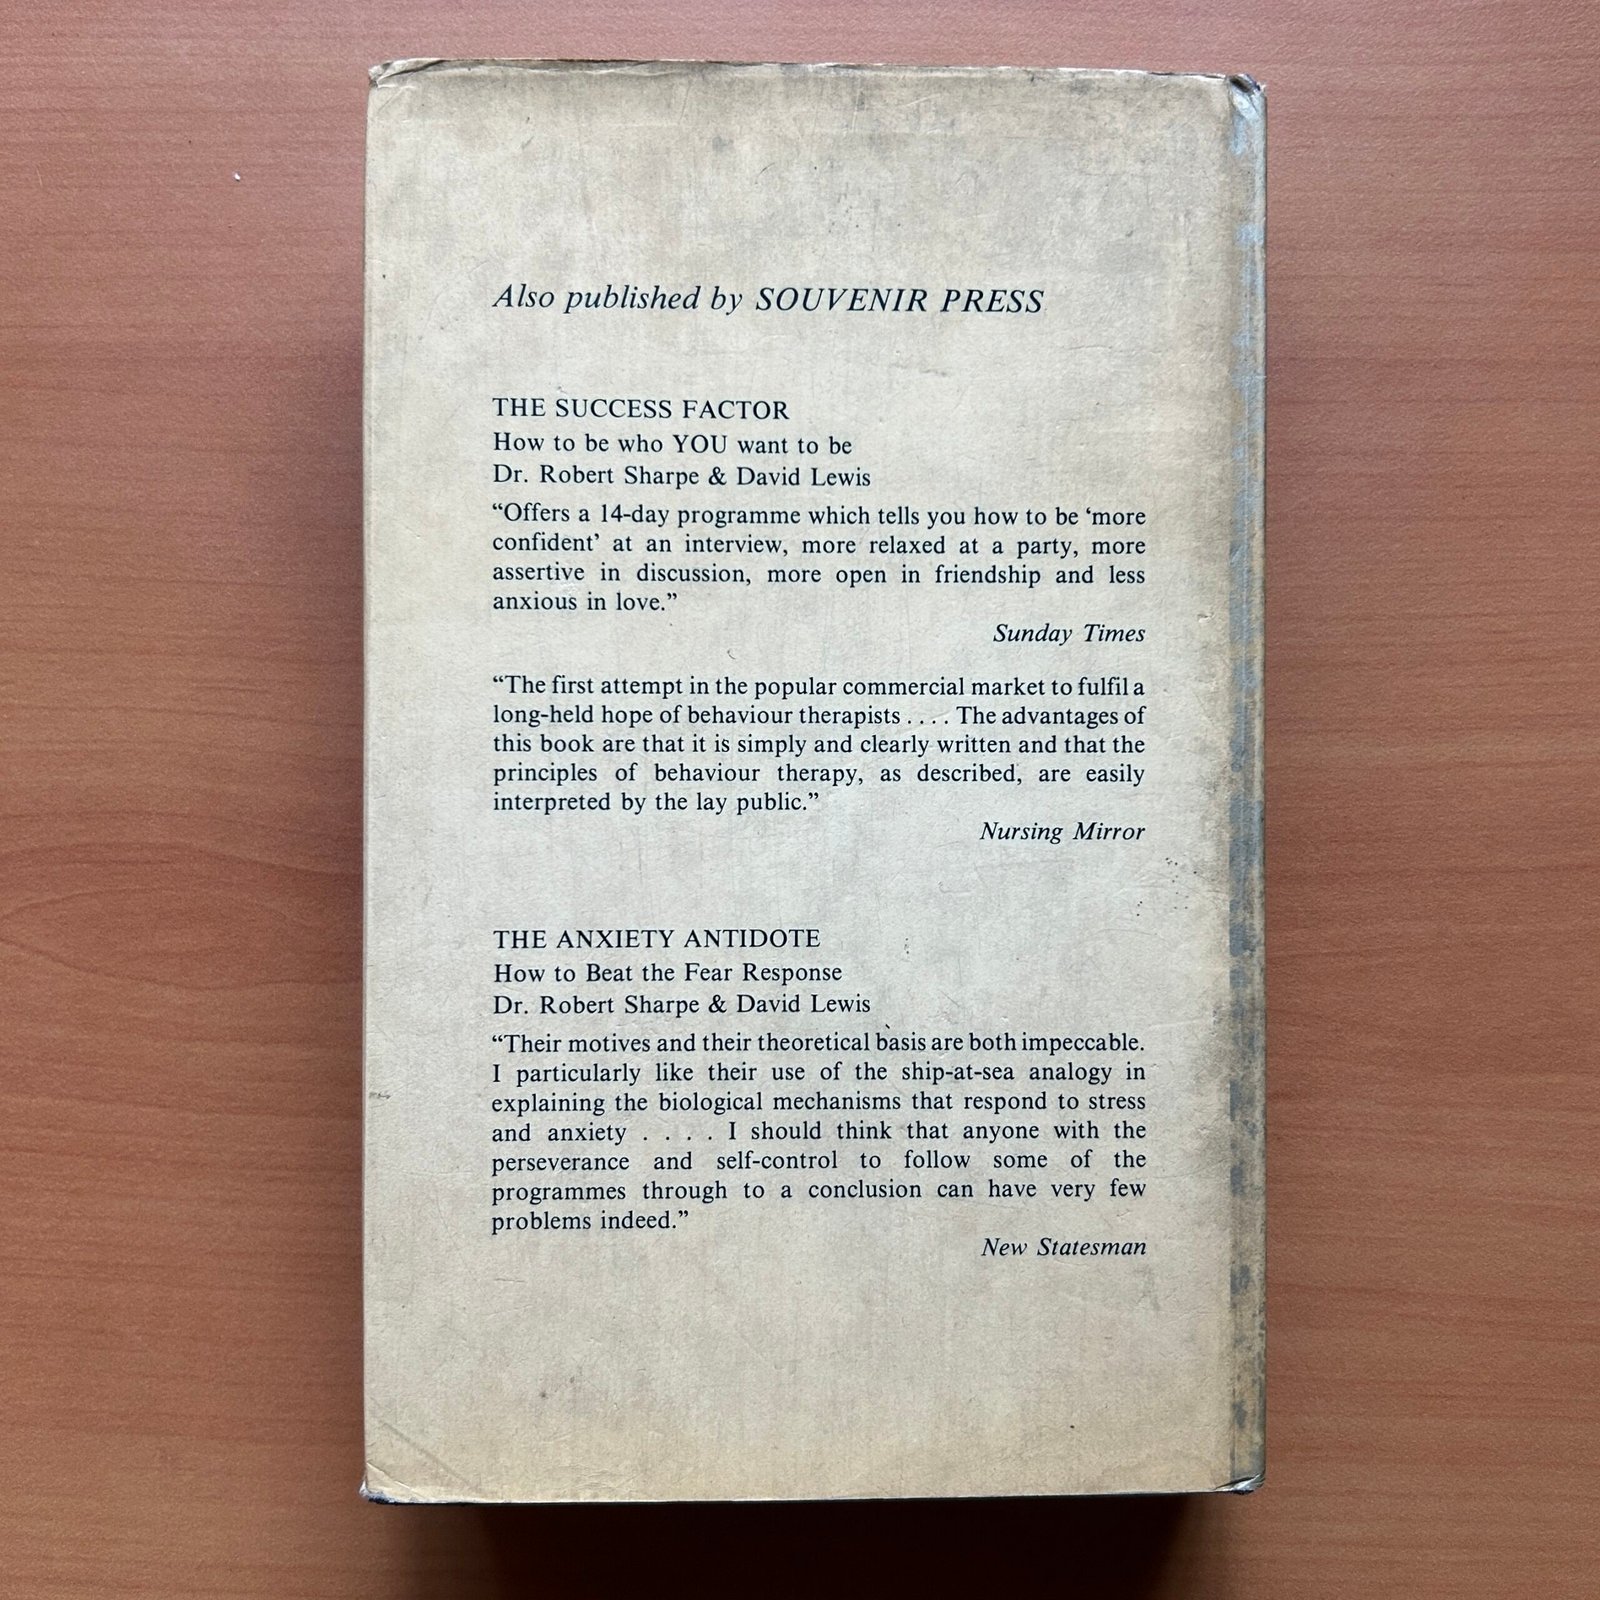 Also published by SOUVENIR PRESS
THE SUCCESS FACTOR
How to be who YOU want to be
Dr. Robert Sharpe & David Lewis
“Offers a 14-day programme which tells you how to be ‘more
confident’ at an interview, more relaxed at a party, more
assertive in discussion, more open in friendship and less
anxious in love.”
Sunday Times
“The first attempt in the popular commercial market to fulfil a
long-held hope of behaviour therapists . . . . The advantages of
this book are that it is simply and clearly written and that the
principles of behaviour therapy, as described, are easily
interpreted by the lay public.”
Nursing Mirror
THE ANXIETY ANTIDOTE
How to Beat the Fear Response
Dr. Robert Sharpe & David Lewis
“Their motives and their theoretical basis are both impeccable.
I particularly like their use of the ship-at-sea analogy in
explaining the biological mechanisms that respond to stress
and anxiety . . . . I should think that anyone with the
perseverance and self-control to follow some of the
programmes through to a conclusion can have very few
problems indeed.”
New Statesman